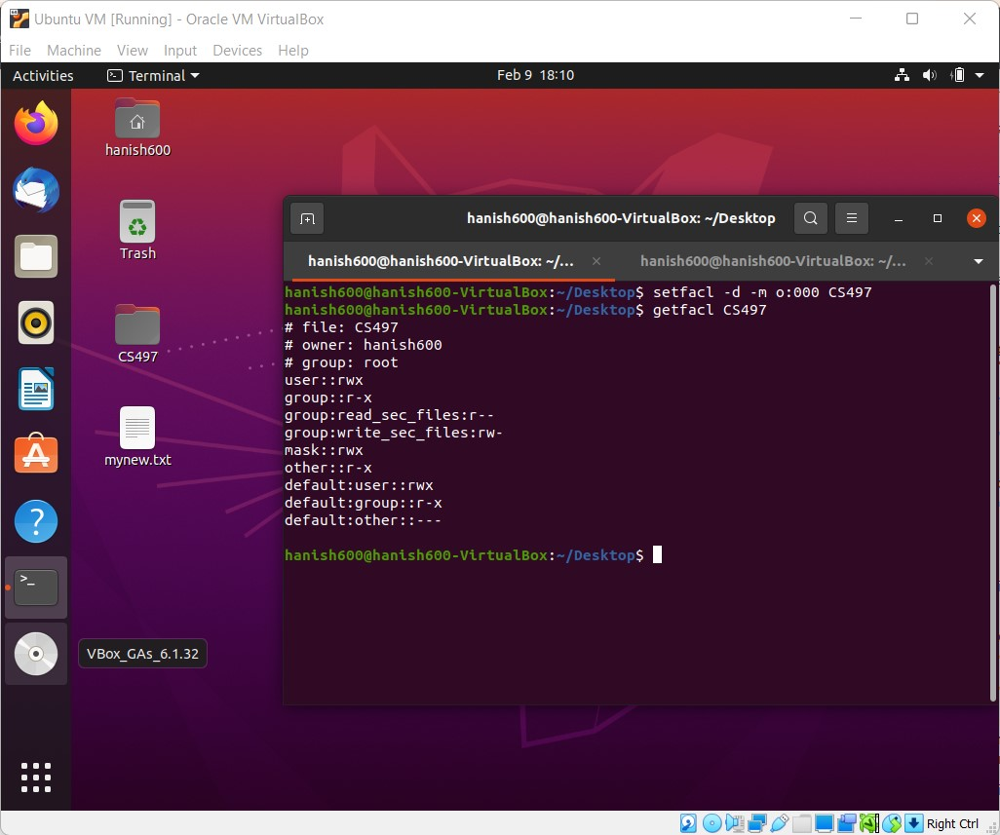 Ubuntu VM [Running] - Oracle VM VirtualBox
File Machine View Input Devices Help
Activities Terminal Feb 9 18:10
hanish600
Trash
CS497
mynew.txt
VBox_GAs_6.1.32
hanish600@hanish600-VirtualBox: ~/Desktop
hanish600@hanish600-VirtualBox: ~/... hanish600@hanish600-VirtualBox: ~/...
hanish600@hanish600-VirtualBox:~/Desktop$ setfacl -d -m o:000 CS497
hanish600@hanish600-VirtualBox:~/Desktop$ getfacl CS497
# file: CS497
# owner: hanish600
# group: root
user::rwx
group::r-x
group:read_sec_files:r--
group:write_sec_files:rw-
mask::rwx
other::r-x
default:user::rwx
default:group::r-x
default:other::---
hanish600@hanish600-VirtualBox:~/Desktop$
Right Ctrl